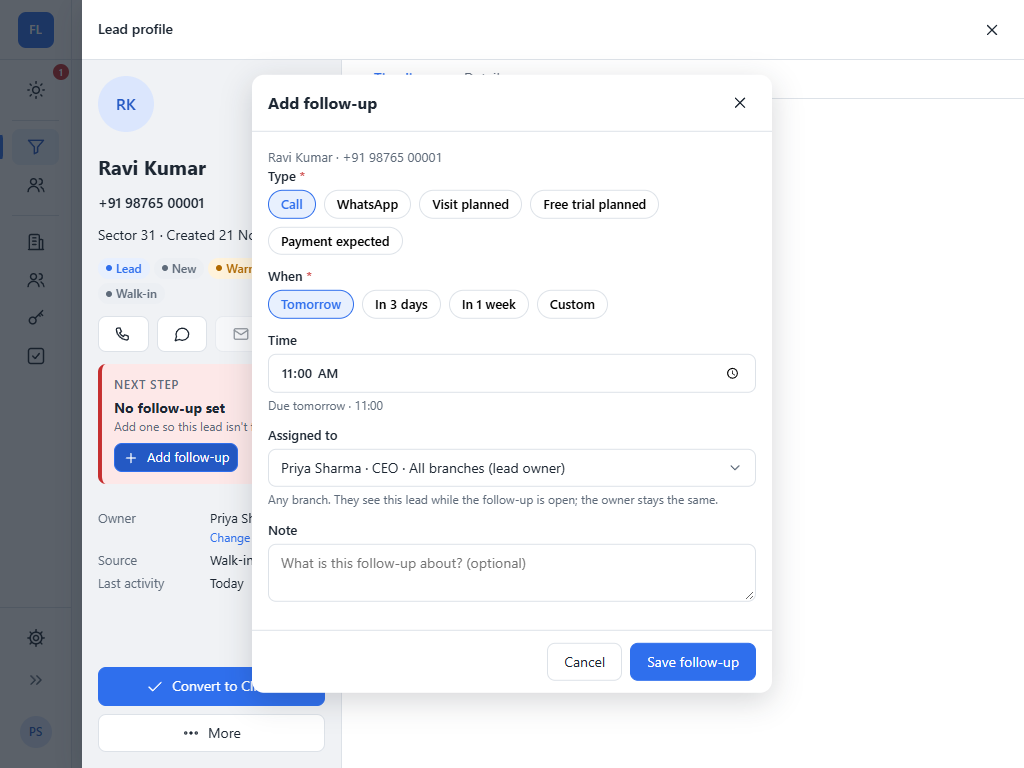 FL
Lead profile
1
RK
Ravi Kumar
+91 98765 00001
Sector 31 · Created 21
Lead
New
Walk-in
NEXT STEP
No follow-up set
Add one so this lead isn't
Add follow-up
Owner
Priya
Change
Source
Walk-in
Last activity
Today
Convert to
More
PS
Add follow-up
Ravi Kumar · +91 98765 00001
Type *
Call
WhatsApp
Visit planned
Free trial planned
Payment expected
When *
Tomorrow
In 3 days
In 1 week
Custom
Time
11:00 AM
Due tomorrow · 11:00
Assigned to
Priya Sharma · CEO · All branches (lead owner)
Any branch. They see this lead while the follow-up is open; the owner stays the same.
Note
What is this follow-up about? (optional)
Cancel
Save follow-up